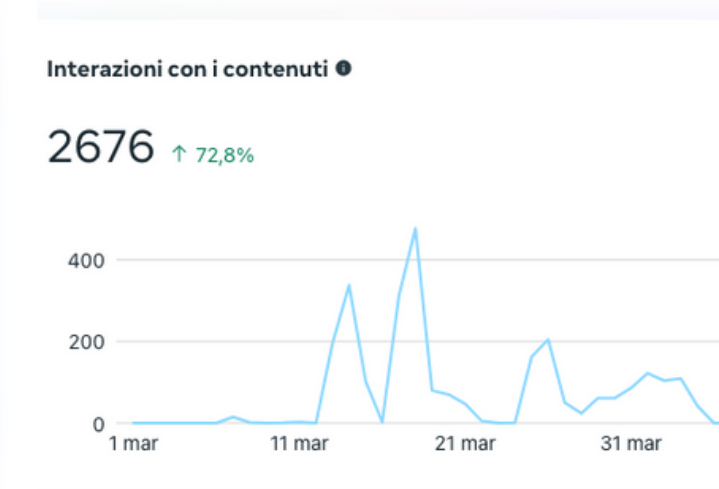 Interazioni con i contenuti
2676 ↑ 72,8%
400
200
0
1 mar 11 mar 21 mar 31 mar